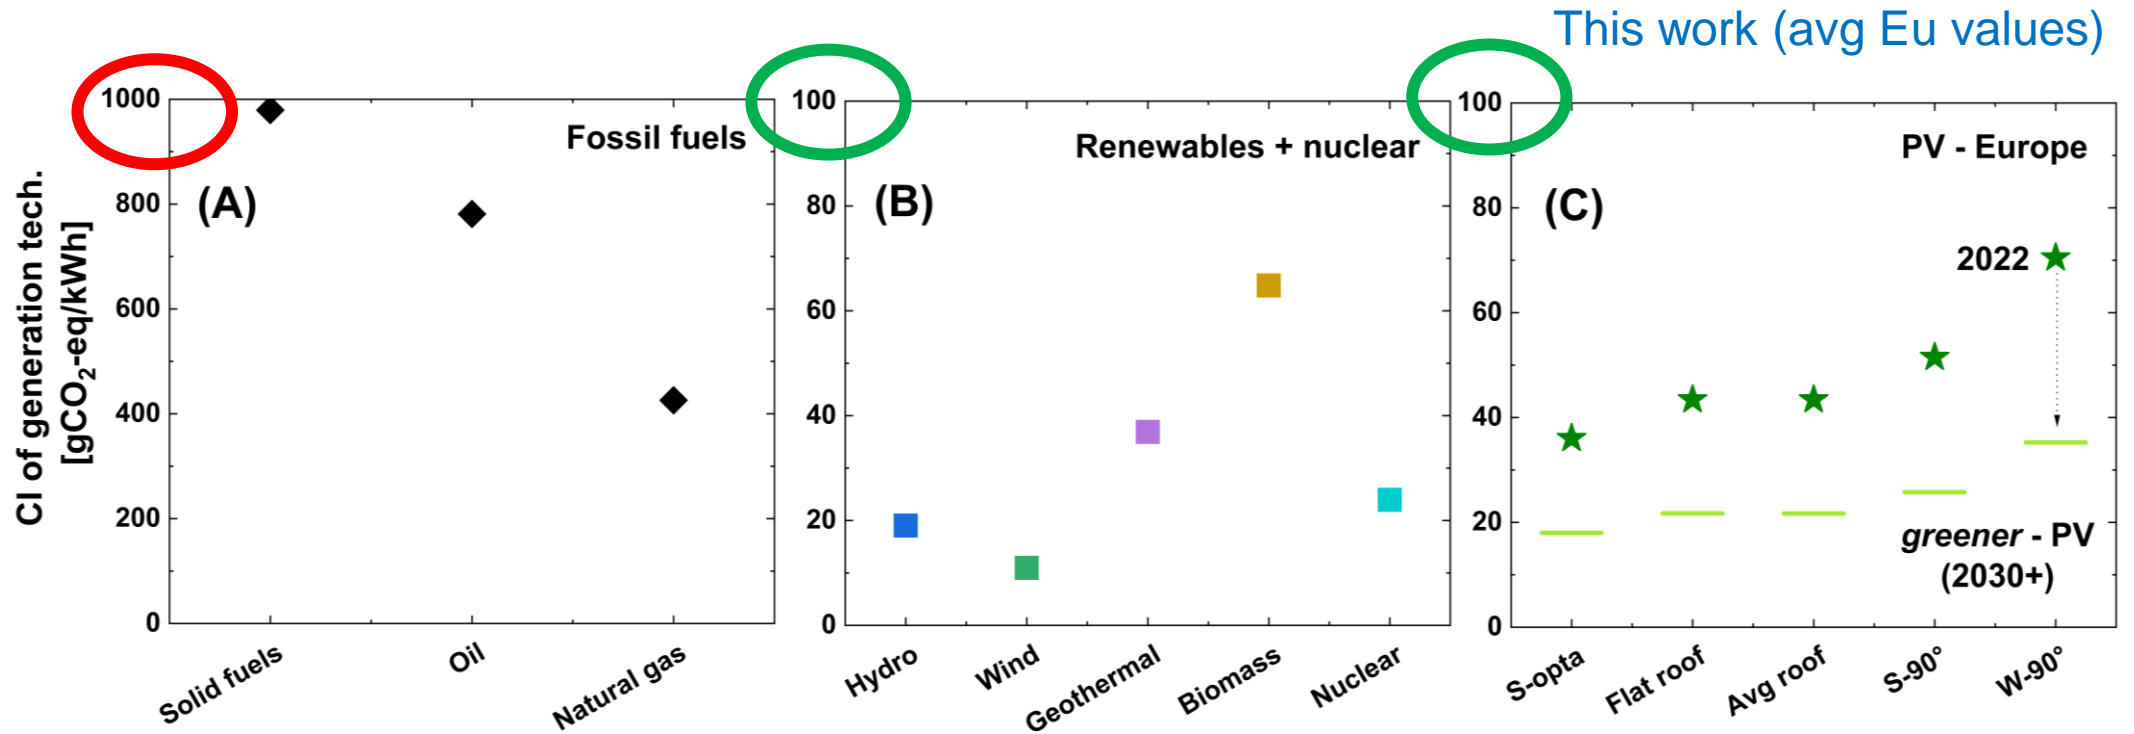 This work (avg Eu values)
CI of generation tech.
[gCO₂-eq/kWh]
1000
800
600
400
200
0
(A)
Fossil fuels
Solid fuels
Oil
Natural gas
100
80
60
40
20
0
(B)
Renewables + nuclear
Hydro
Wind
Geothermal
Biomass
Nuclear
100
80
60
40
20
0
(C)
PV - Europe
2022
greener - PV
(2030+)
S-opta
Flat roof
Avg roof
S-90°
W-90°